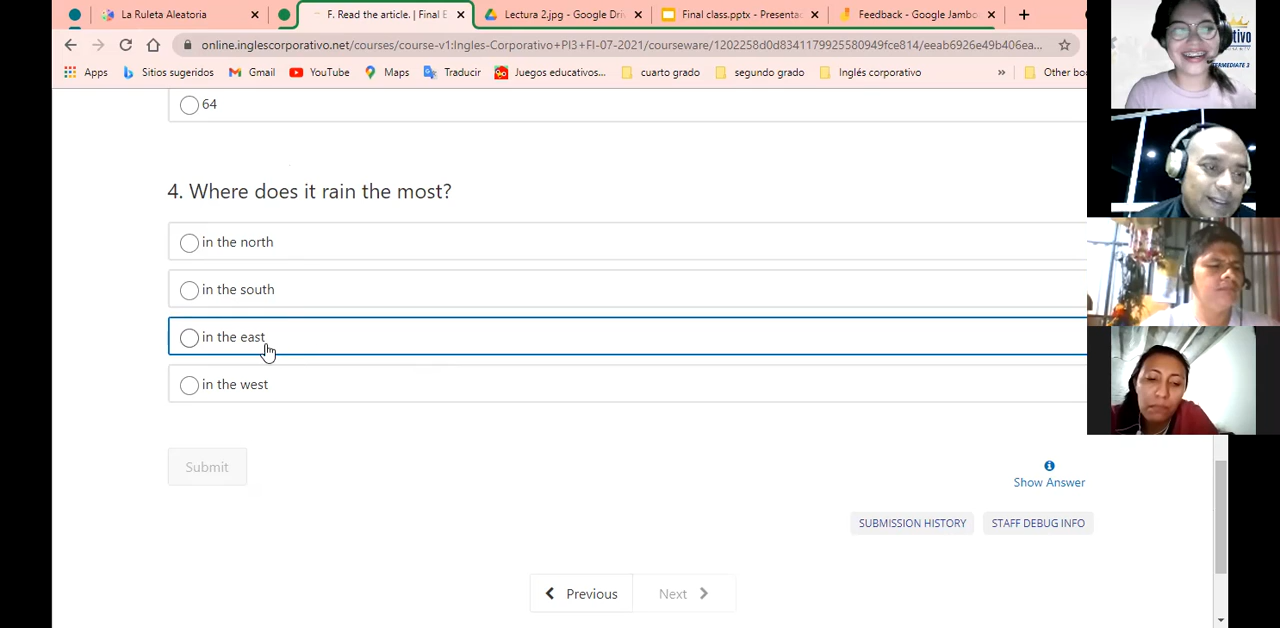 La Ruleta Aleatoria
F. Read the article. | Final E
Lectura 2.jpg - Google Dri
Final class.pptx - Presentac
Feedback - Google Jambo
online.inglescorporativo.net/courses/course-v1:Ingles-Corporativo+PI3+FI-07-2021/courseware/1202258d0d8341179925580949fce814/eeab6926e49b406ea...
Apps
Sitios sugeridos
Gmail
YouTube
Maps
Traducir
Juegos educativos...
cuarto grado
segundo grado
Inglés corporativo
»
Other boo
64
4. Where does it rain the most?
in the north
in the south
in the east
in the west
Submit
Show Answer
SUBMISSION HISTORY
STAFF DEBUG INFO
Previous
Next